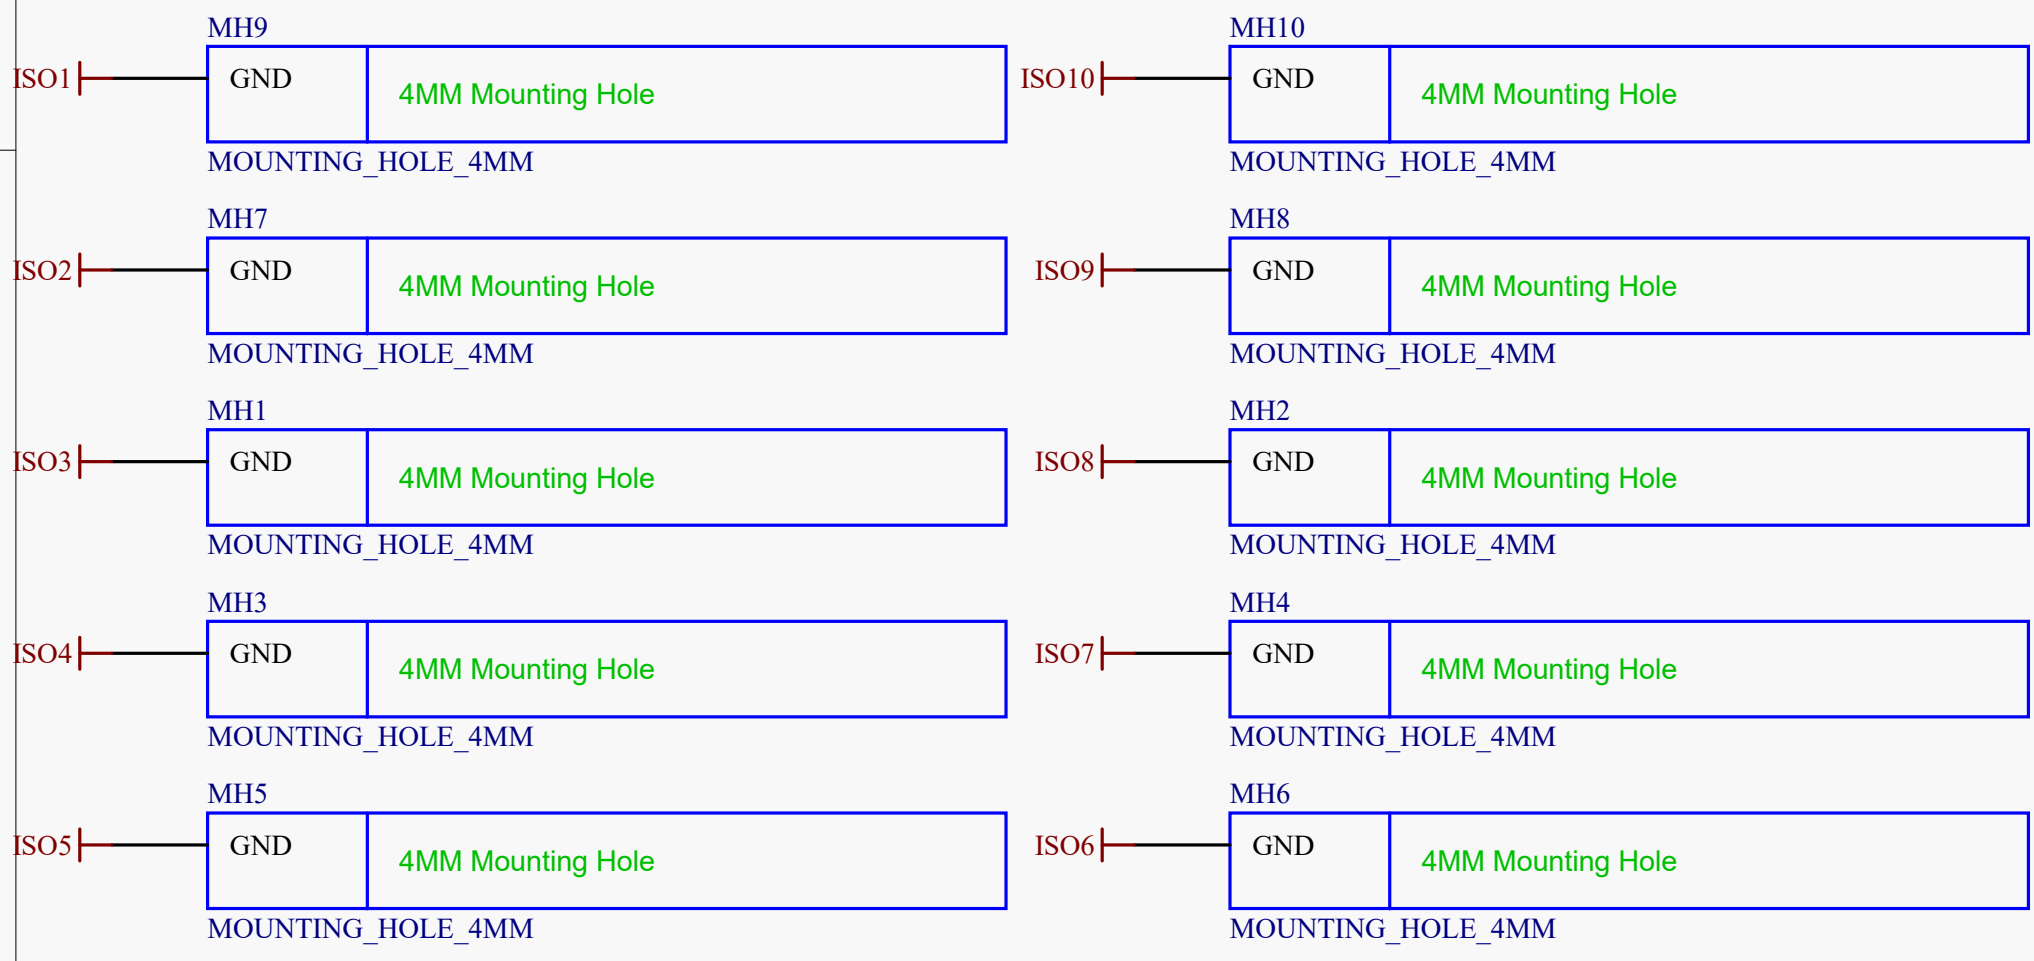 MH9
ISO1 GND 4MM Mounting Hole
MOUNTING_HOLE_4MM
MH10
ISO10 GND 4MM Mounting Hole
MOUNTING_HOLE_4MM
MH7
ISO2 GND 4MM Mounting Hole
MOUNTING_HOLE_4MM
MH8
ISO9 GND 4MM Mounting Hole
MOUNTING_HOLE_4MM
MH1
ISO3 GND 4MM Mounting Hole
MOUNTING_HOLE_4MM
MH2
ISO8 GND 4MM Mounting Hole
MOUNTING_HOLE_4MM
MH3
ISO4 GND 4MM Mounting Hole
MOUNTING_HOLE_4MM
MH4
ISO7 GND 4MM Mounting Hole
MOUNTING_HOLE_4MM
MH5
ISO5 GND 4MM Mounting Hole
MOUNTING_HOLE_4MM
MH6
ISO6 GND 4MM Mounting Hole
MOUNTING_HOLE_4MM